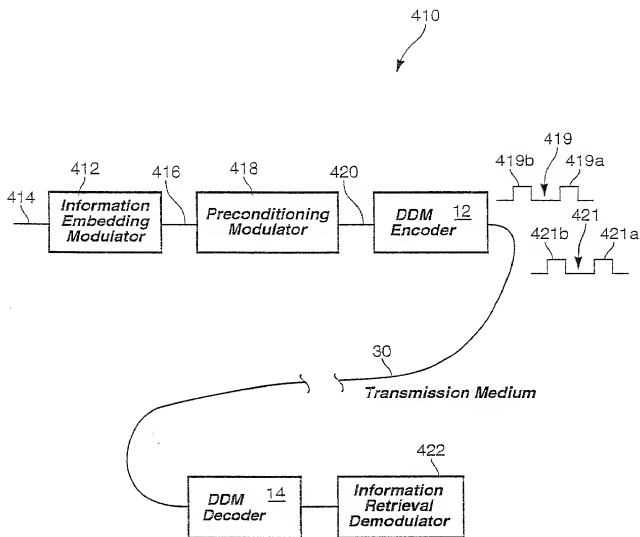 410
412
416
418
420
419
419b
419a
414
Information
Embedding
Modulator
Preconditioning
Modulator
DDM
Encoder
12
421
421b
421a
30
Transmission Medium
422
DDM
Decoder
14
Information
Retrieval
Demodulator